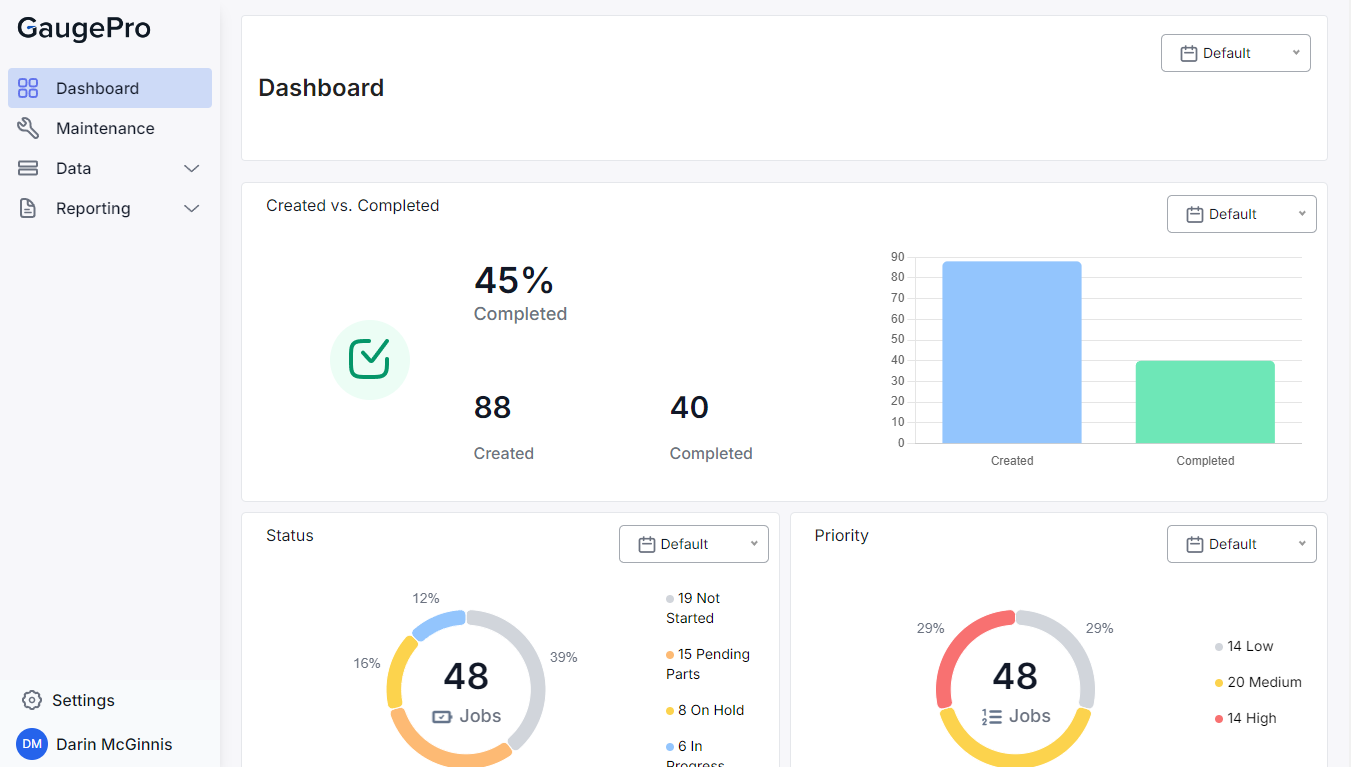 GaugePro
Dashboard
Maintenance
Data
Reporting
Settings
DM
Darin McGinnis
Default
Dashboard
Created vs. Completed
Default
45%
Completed
88
40
Created
Completed
90
80
70
60
50
40
30
20
10
0
Created
Completed
Status
Default
12%
16%
39%
48
Jobs
19 Not
Started
15 Pending
Parts
8 On Hold
6 In
Progress
Priority
Default
29%
29%
48
Jobs
14 Low
20 Medium
14 High